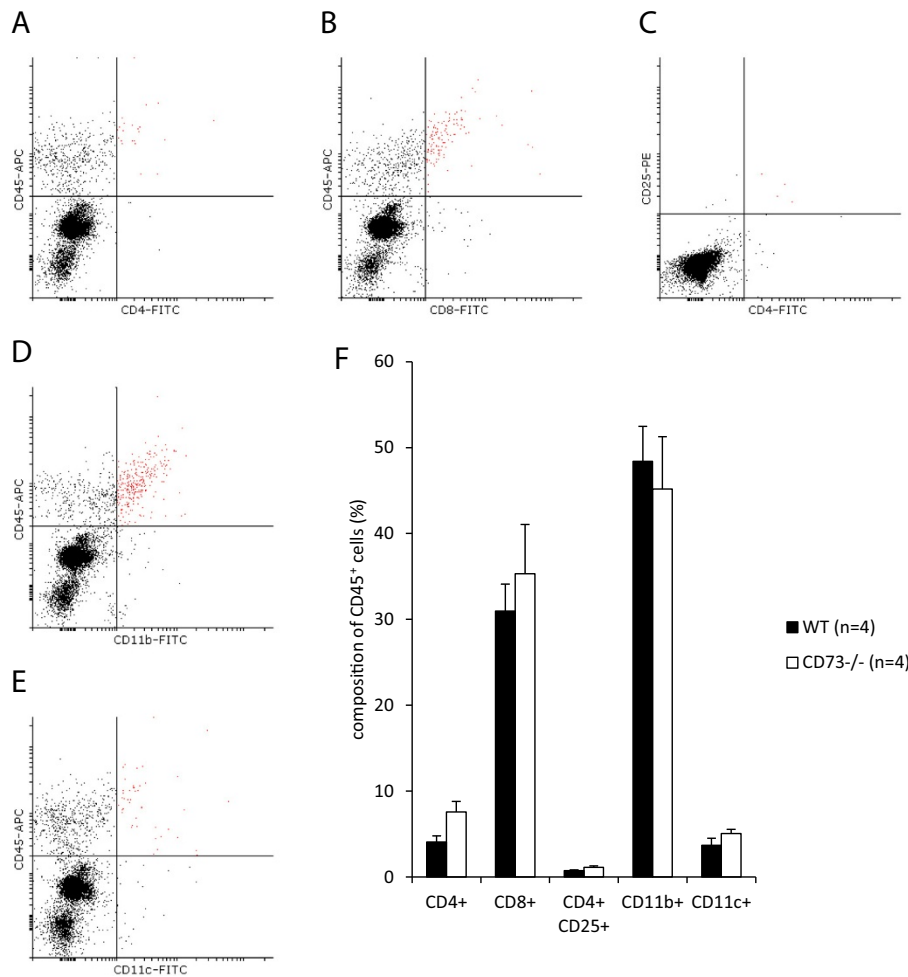 A
B
C
CD45-APC
CD4-FITC
CD45-APC
CD8-FITC
CD25-PE
CD4-FITC
D
CD45-APC
CD11b-FITC
E
CD45-APC
CD11c-FITC
F
composition of CD45⁺ cells (%)
60
50
40
30
20
10
0
CD4+
CD8+
CD4+
CD25+
CD11b+
CD11c+
WT (n=4)
CD73-/- (n=4)